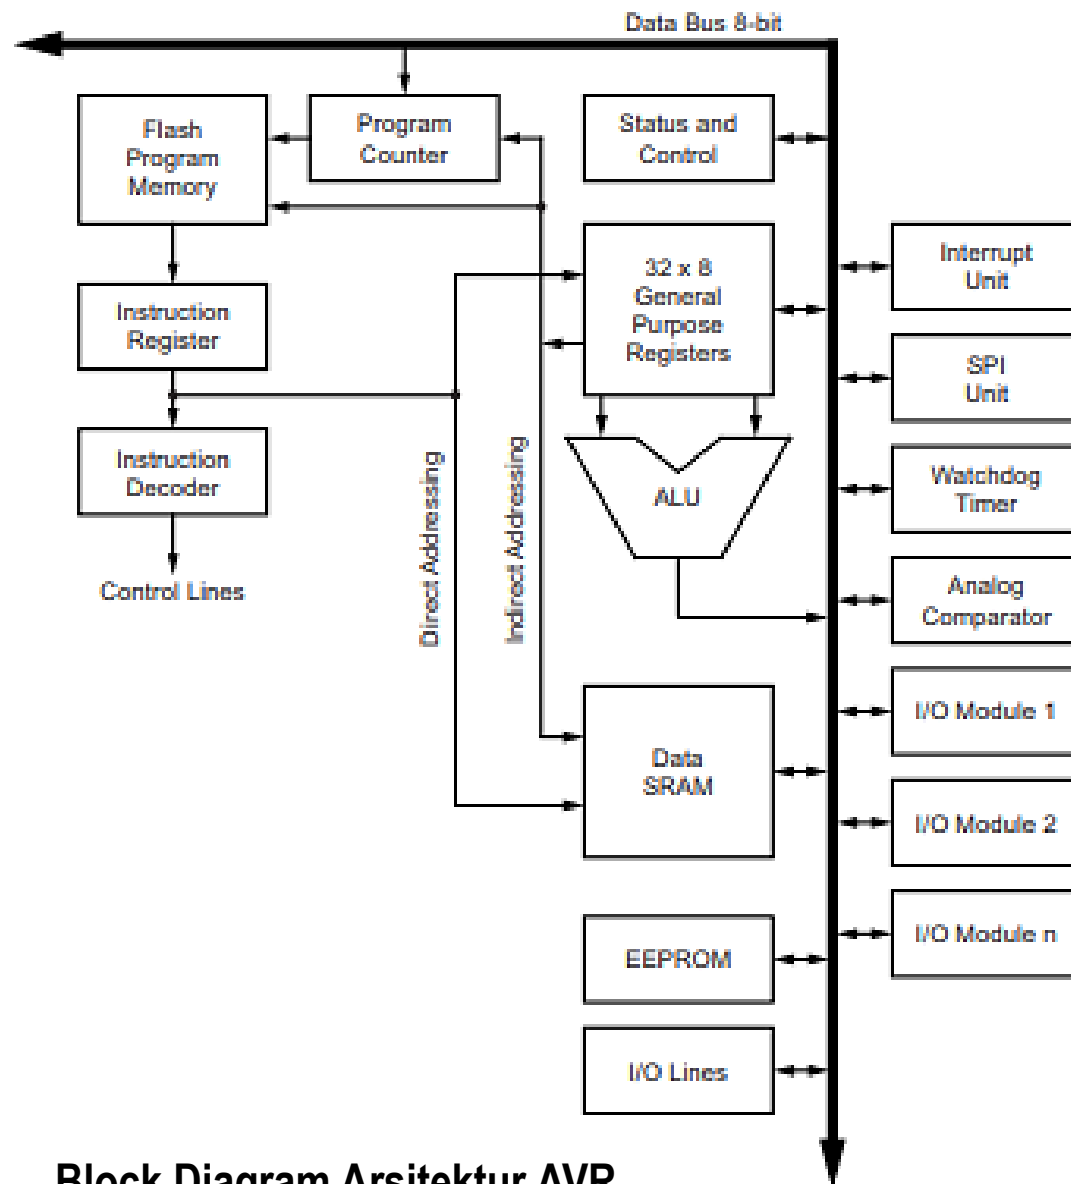 Data Bus 8-bit
Flash
Program
Memory
Program
Counter
Status and
Control
32 x 8
General
Purpose
Registers
Interrupt
Unit
Instruction
Register
SPI
Unit
Instruction
Decoder
Watchdog
Timer
ALU
Direct Addressing
Indirect Addressing
Control Lines
Analog
Comparator
I/O Module 1
Data
SRAM
I/O Module 2
I/O Module n
EEPROM
I/O Lines
Block Diagram Arsitektur AVR